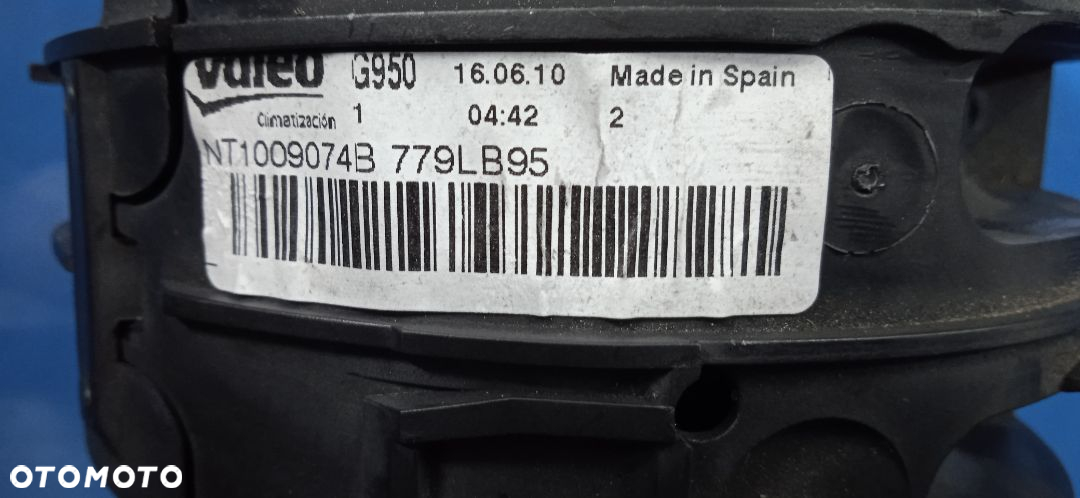 Valeo G950 16.06.10 Made in Spain
Climatización 1 04:42 2
NT1009074B 779LB95
OTOMOTO